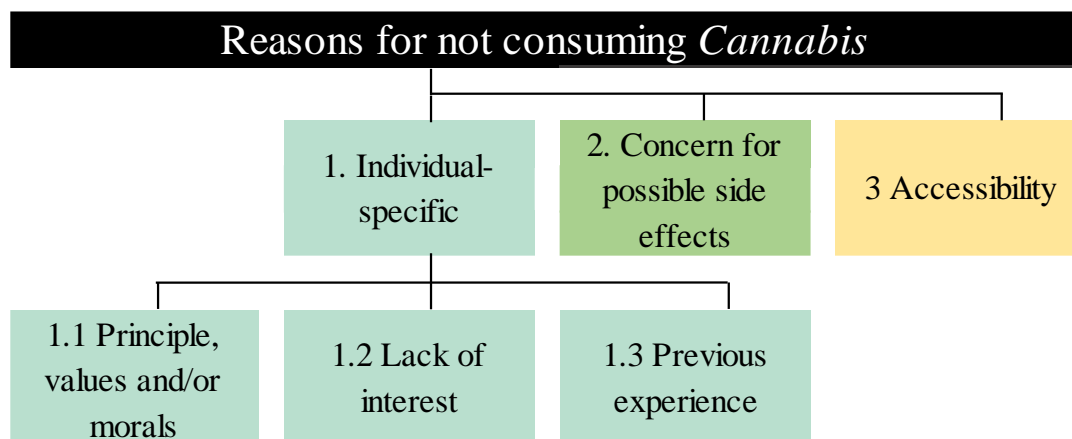 Reasons for not consuming Cannabis
1. Individual-
specific
2. Concern for
possible side
effects
3 Accessibility
1.1 Principle,
values and/or
morals
1.2 Lack of
interest
1.3 Previous
experience